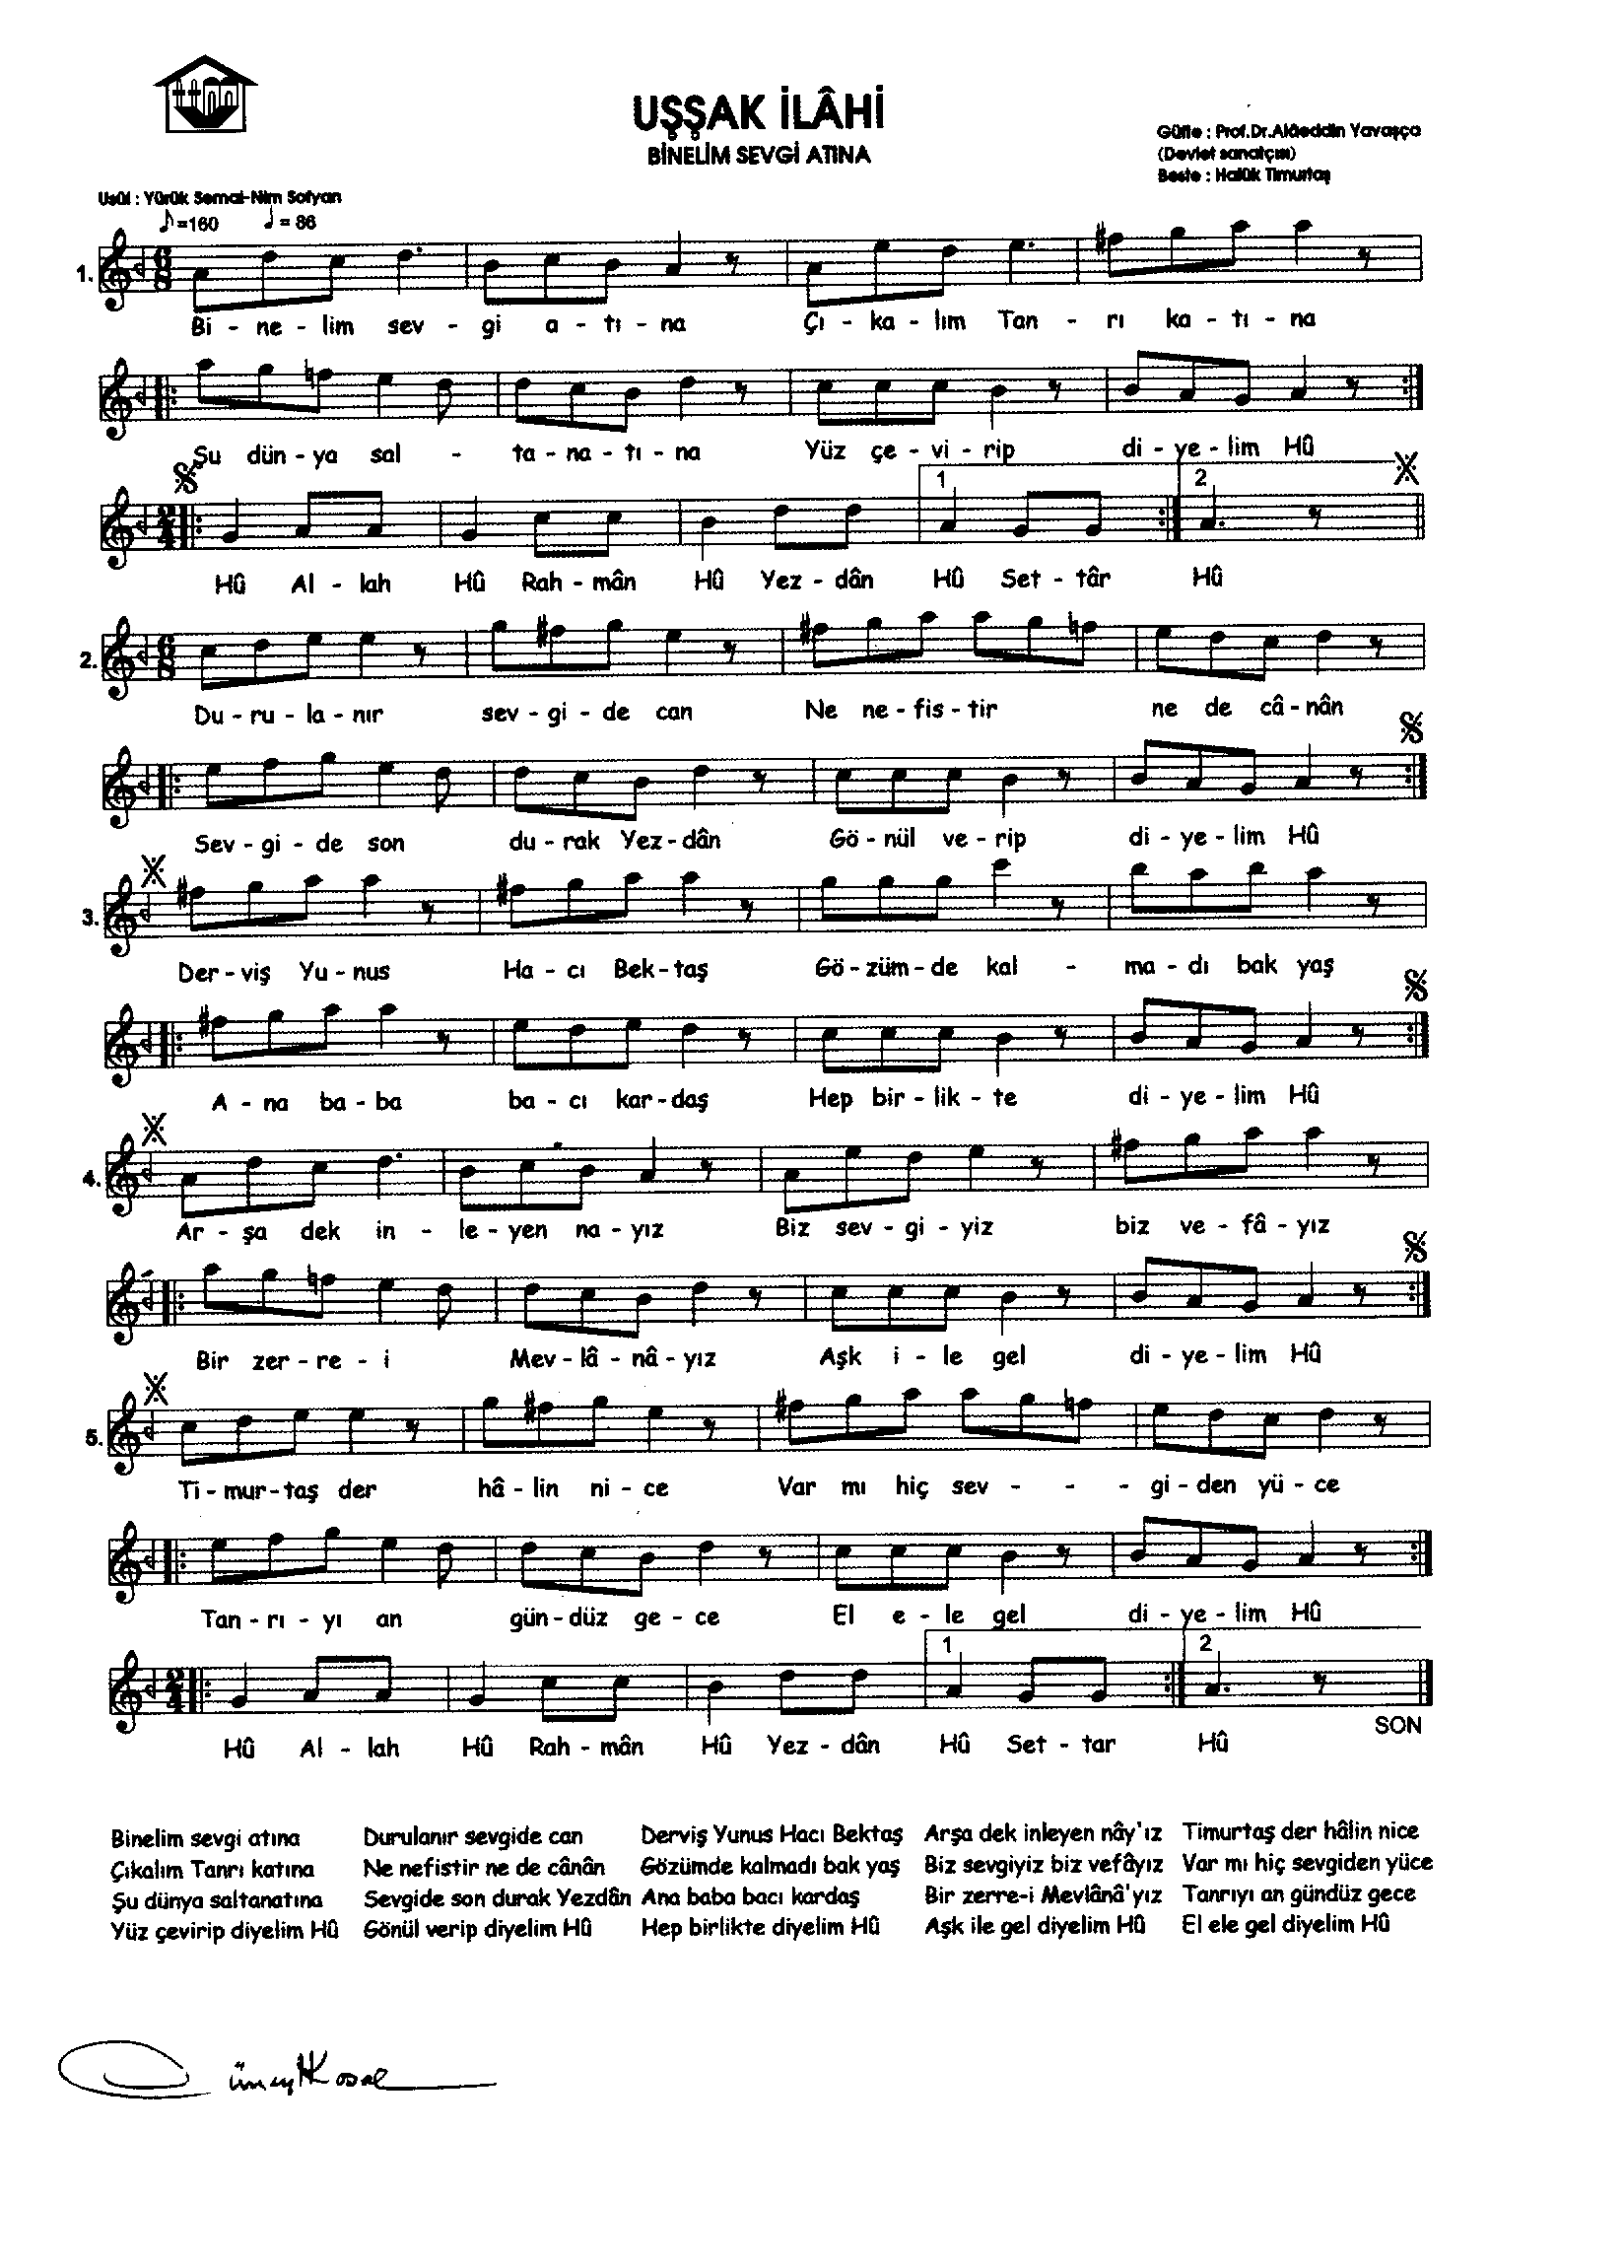 UŞŞAK İLÂHİ
BİNELİM SEVGİ ATINA
Güfte : Prof.Dr.Alâeddin Yavaşça
(Devlet sanatçısı)
Beste : Halûk Timurtaş
Usûl : Yürük Semai-Nim Sofyan
♪=160 ♩= 86
1.
6
8
Bi - ne - lim sev - gi a - tı - na Çı - ka - lım Tan - rı ka - tı - na
Şu dün - ya sal - ta - na - tı - na Yüz çe - vi - rip di - ye - lim HÛ
1 2
2
4
HÛ Al - lah HÛ Rah - mân HÛ Yez - dân HÛ Set - târ HÛ
2.
6
8
Du - ru - la - nır sev - gi - de can Ne ne - fis - tir ne de câ - nân
Sev - gi - de son du - rak Yez - dân Gö - nül ve - rip di - ye - lim HÛ
3.
Der - viş Yu - nus Ha - cı Bek - taş Gö - züm - de kal - ma - dı bak yaş
A - na ba - ba ba - cı kar - daş Hep bir - lik - te di - ye - lim HÛ
4.
Ar - şa dek in - le - yen na - yız Biz sev - gi - yiz biz ve - fâ - yız
Bir zer - re - i Mev - lâ - nâ - yız Aşk i - le gel di - ye - lim HÛ
5.
Ti - mur - taş der hâ - lin ni - ce Var mı hiç sev - - - gi - den yü - ce
Tan - rı - yı an gün - düz ge - ce El e - le gel di - ye - lim HÛ
1 2
2
4
SON
HÛ Al - lah HÛ Rah - mân HÛ Yez - dân HÛ Set - tar HÛ
Binelim sevgi atına
Çıkalım Tanrı katına
Şu dünya saltanatına
Yüz çevirip diyelim HÛ
Durulanır sevgide can
Ne nefistir ne de cânân
Sevgide son durak Yezdân
Gönül verip diyelim HÛ
Derviş Yunus Hacı Bektaş
Gözümde kalmadı bak yaş
Ana baba bacı kardaş
Hep birlikte diyelim HÛ
Arşa dek inleyen nây'ız
Biz sevgiyiz biz vefâyız
Bir zerre-i Mevlânâ'yız
Aşk ile gel diyelim HÛ
Timurtaş der hâlin nice
Var mı hiç sevgiden yüce
Tanrıyı an gündüz gece
El ele gel diyelim HÛ